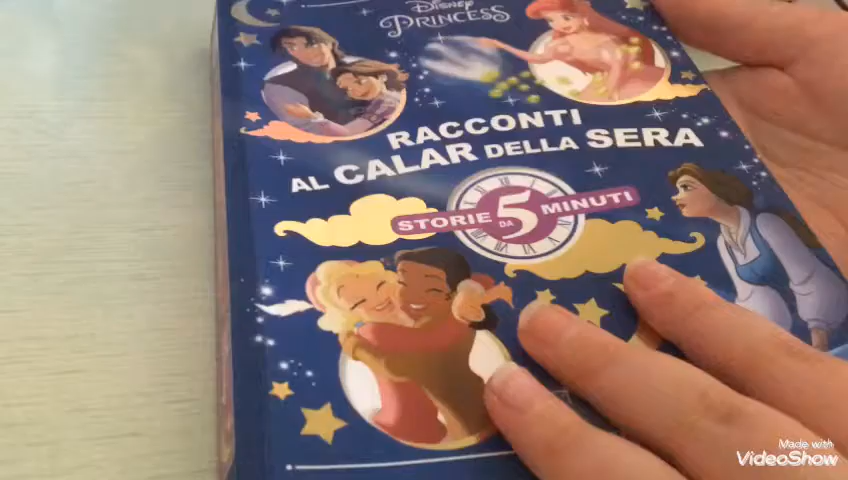 Disney
PRINCESS
RACCONTI
AL CALAR DELLA SERA
STORIE DA 5 MINUTI
Made with
VideoShow